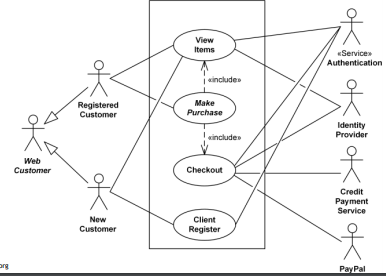 View
Items
«include»
Make
Purchase
«include»
Checkout
Client
Register
Registered
Customer
Web
Customer
New
Customer
«Service»
Authentication
Identity
Provider
Credit
Payment
Service
PayPal
org